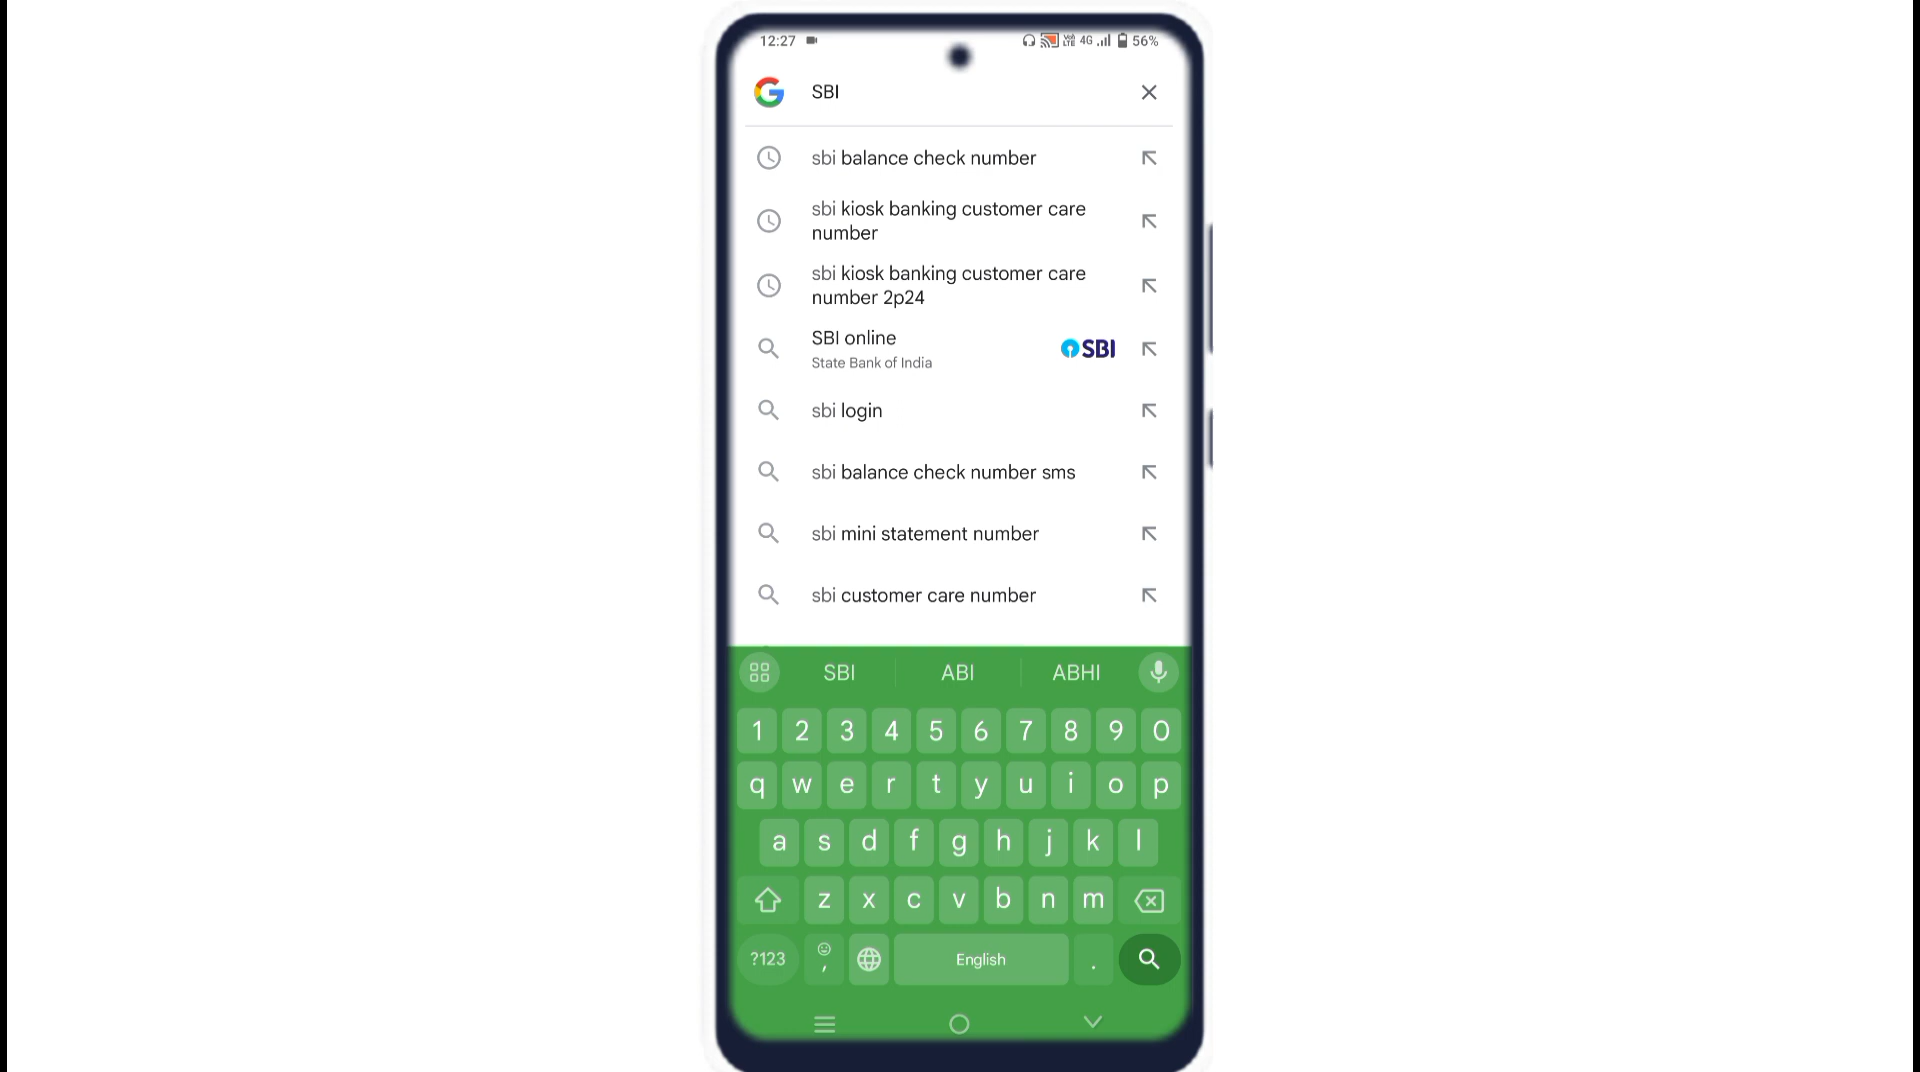 12:27 4G 56%
SBI
sbi balance check number
sbi kiosk banking customer care
number
sbi kiosk banking customer care
number 2p24
SBI online
State Bank of India
SBI
sbi login
sbi balance check number sms
sbi mini statement number
sbi customer care number
SBI ABI ABHI
1 2 3 4 5 6 7 8 9 0
q w e r t y u i o p
a s d f g h j k l
z x c v b n m
?123 , English .